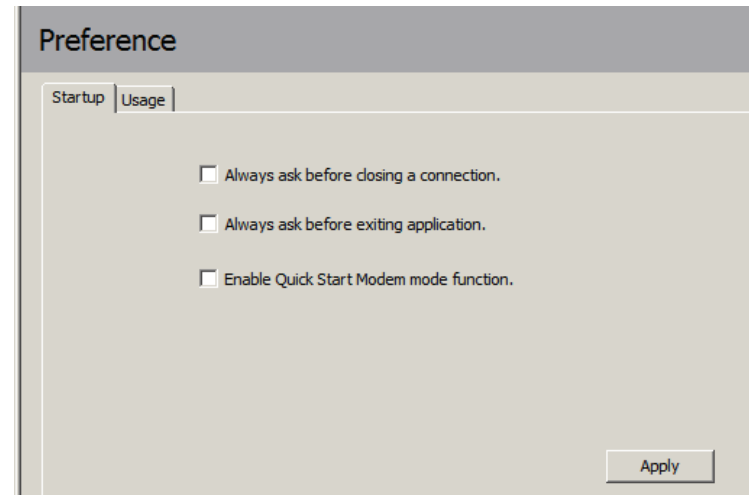 Preference
Startup Usage
Always ask before closing a connection.
Always ask before exiting application.
Enable Quick Start Modem mode function.
Apply